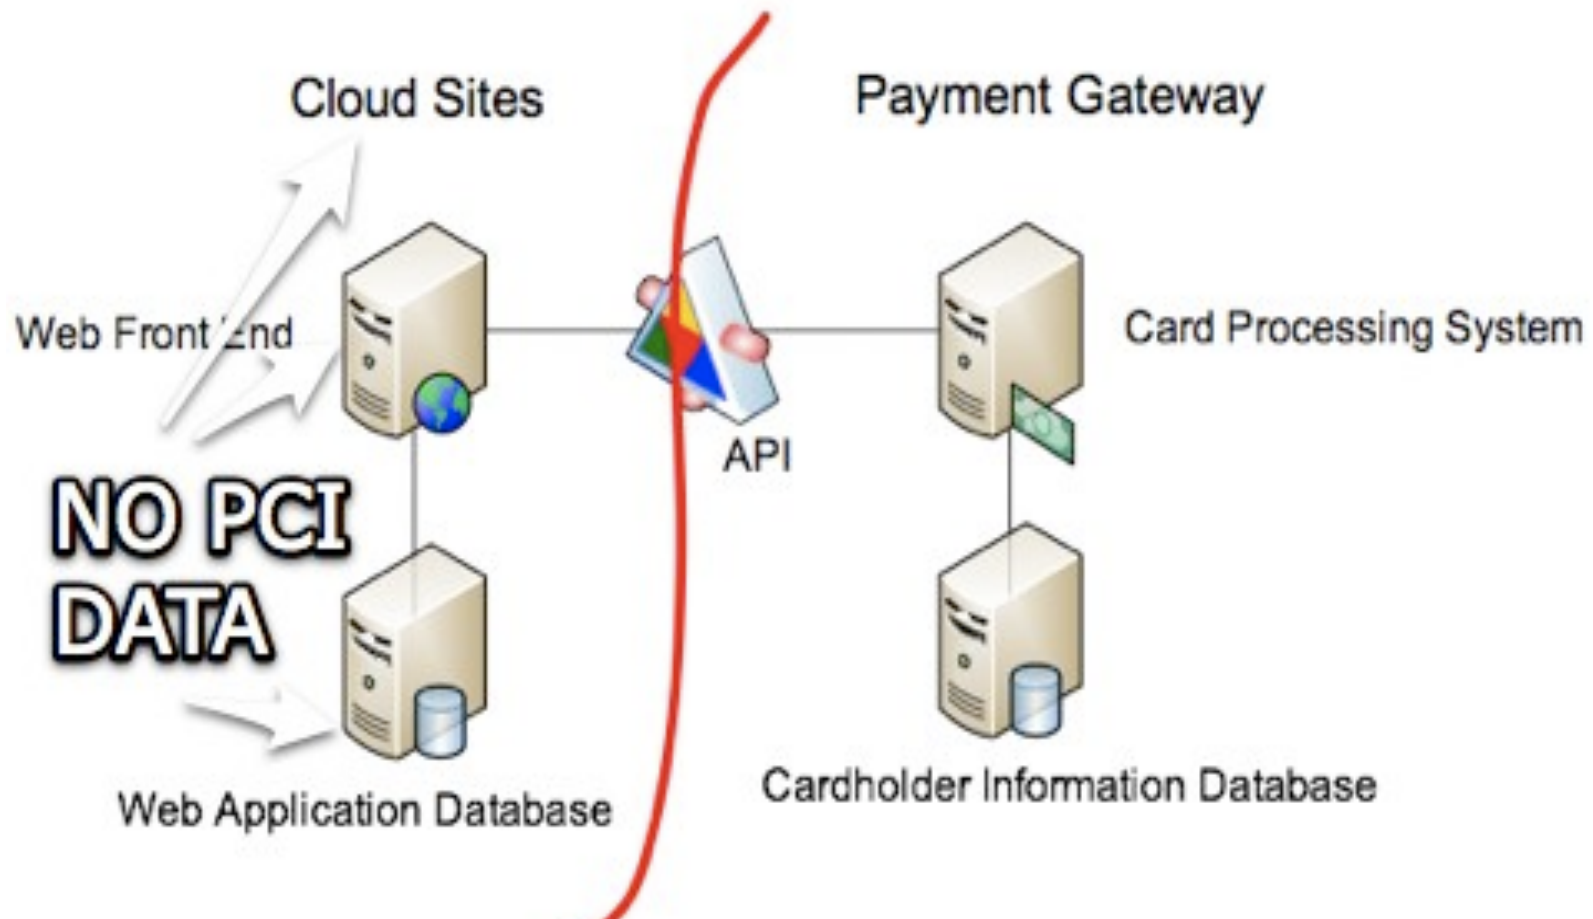 Cloud Sites
Payment Gateway
Web Front End
Card Processing System
API
NO PCI
DATA
Cardholder Information Database
Web Application Database